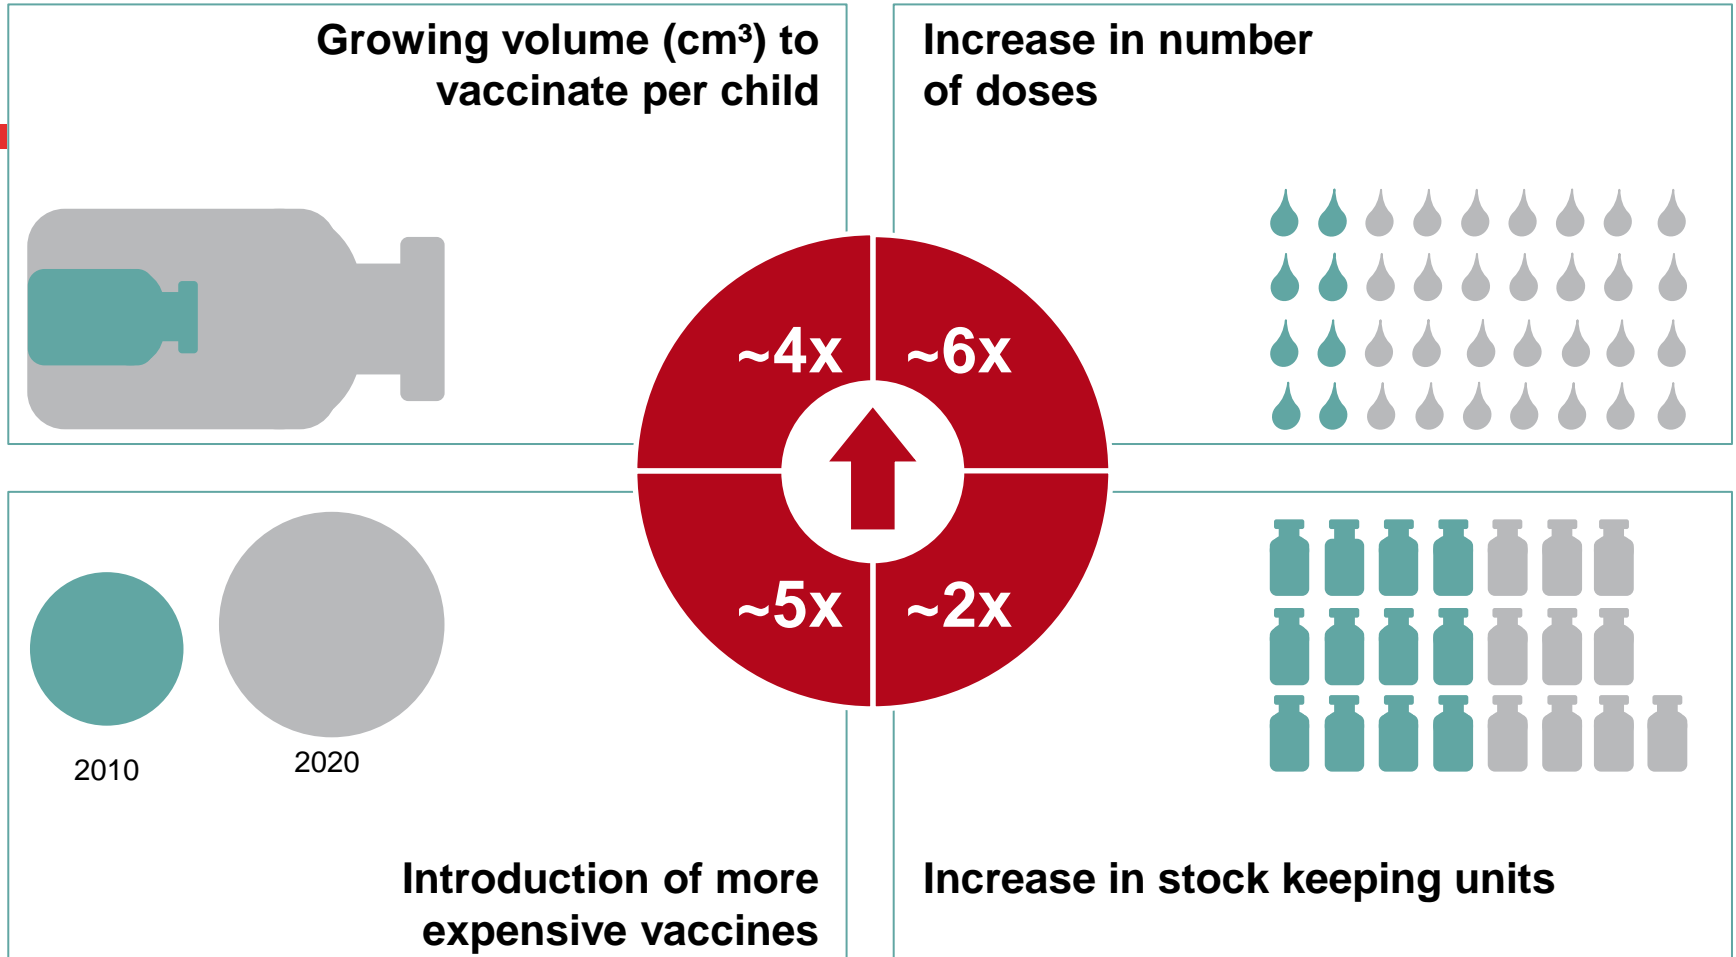 Growing volume (cm³) to
vaccinate per child
Increase in number
of doses
~4x
~6x
~5x
~2x
2010
2020
Introduction of more
expensive vaccines
Increase in stock keeping units